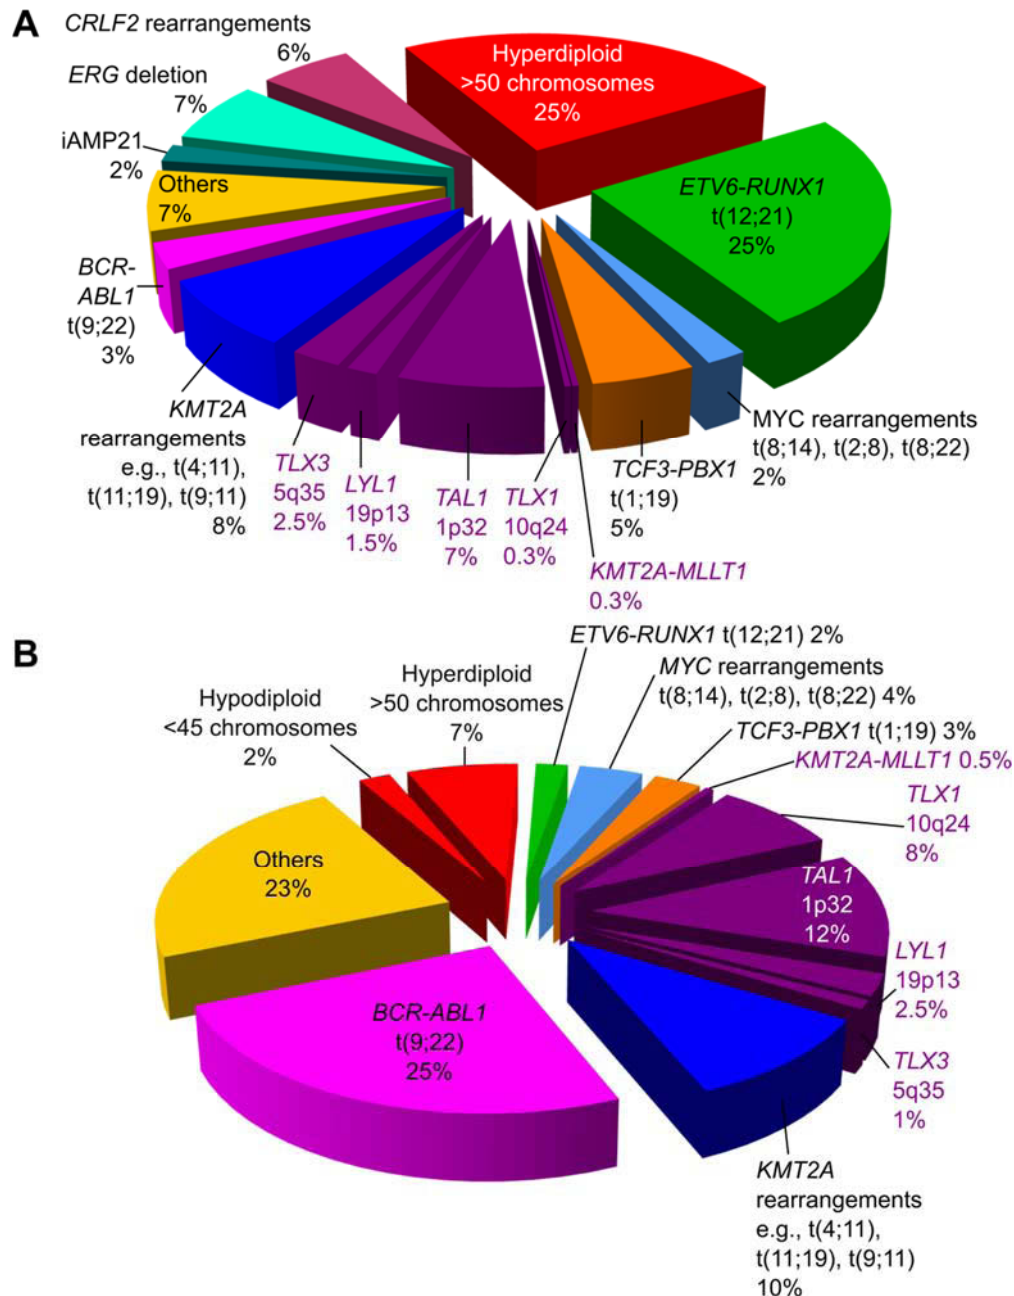 A
CRLF2 rearrangements
6%
ERG deletion
7%
iAMP21
2%
Others
7%
BCR-
ABL1
t(9;22)
3%
KMT2A
rearrangements
e.g., t(4;11),
t(11;19), t(9;11)
8%
TLX3
5q35
2.5%
LYL1
19p13
1.5%
TAL1
1p32
7%
TLX1
10q24
0.3%
KMT2A-MLLT1
0.3%
TCF3-PBX1
t(1;19)
5%
MYC rearrangements
t(8;14), t(2;8), t(8;22)
2%
ETV6-RUNX1
t(12;21)
25%
Hyperdiploid
>50 chromosomes
25%
B
Hypodiploid
<45 chromosomes
2%
Hyperdiploid
>50 chromosomes
7%
ETV6-RUNX1 t(12;21) 2%
MYC rearrangements
t(8;14), t(2;8), t(8;22) 4%
TCF3-PBX1 t(1;19) 3%
KMT2A-MLLT1 0.5%
TLX1
10q24
8%
TAL1
1p32
12%
LYL1
19p13
2.5%
TLX3
5q35
1%
KMT2A
rearrangements
e.g., t(4;11),
t(11;19), t(9;11)
10%
BCR-ABL1
t(9;22)
25%
Others
23%